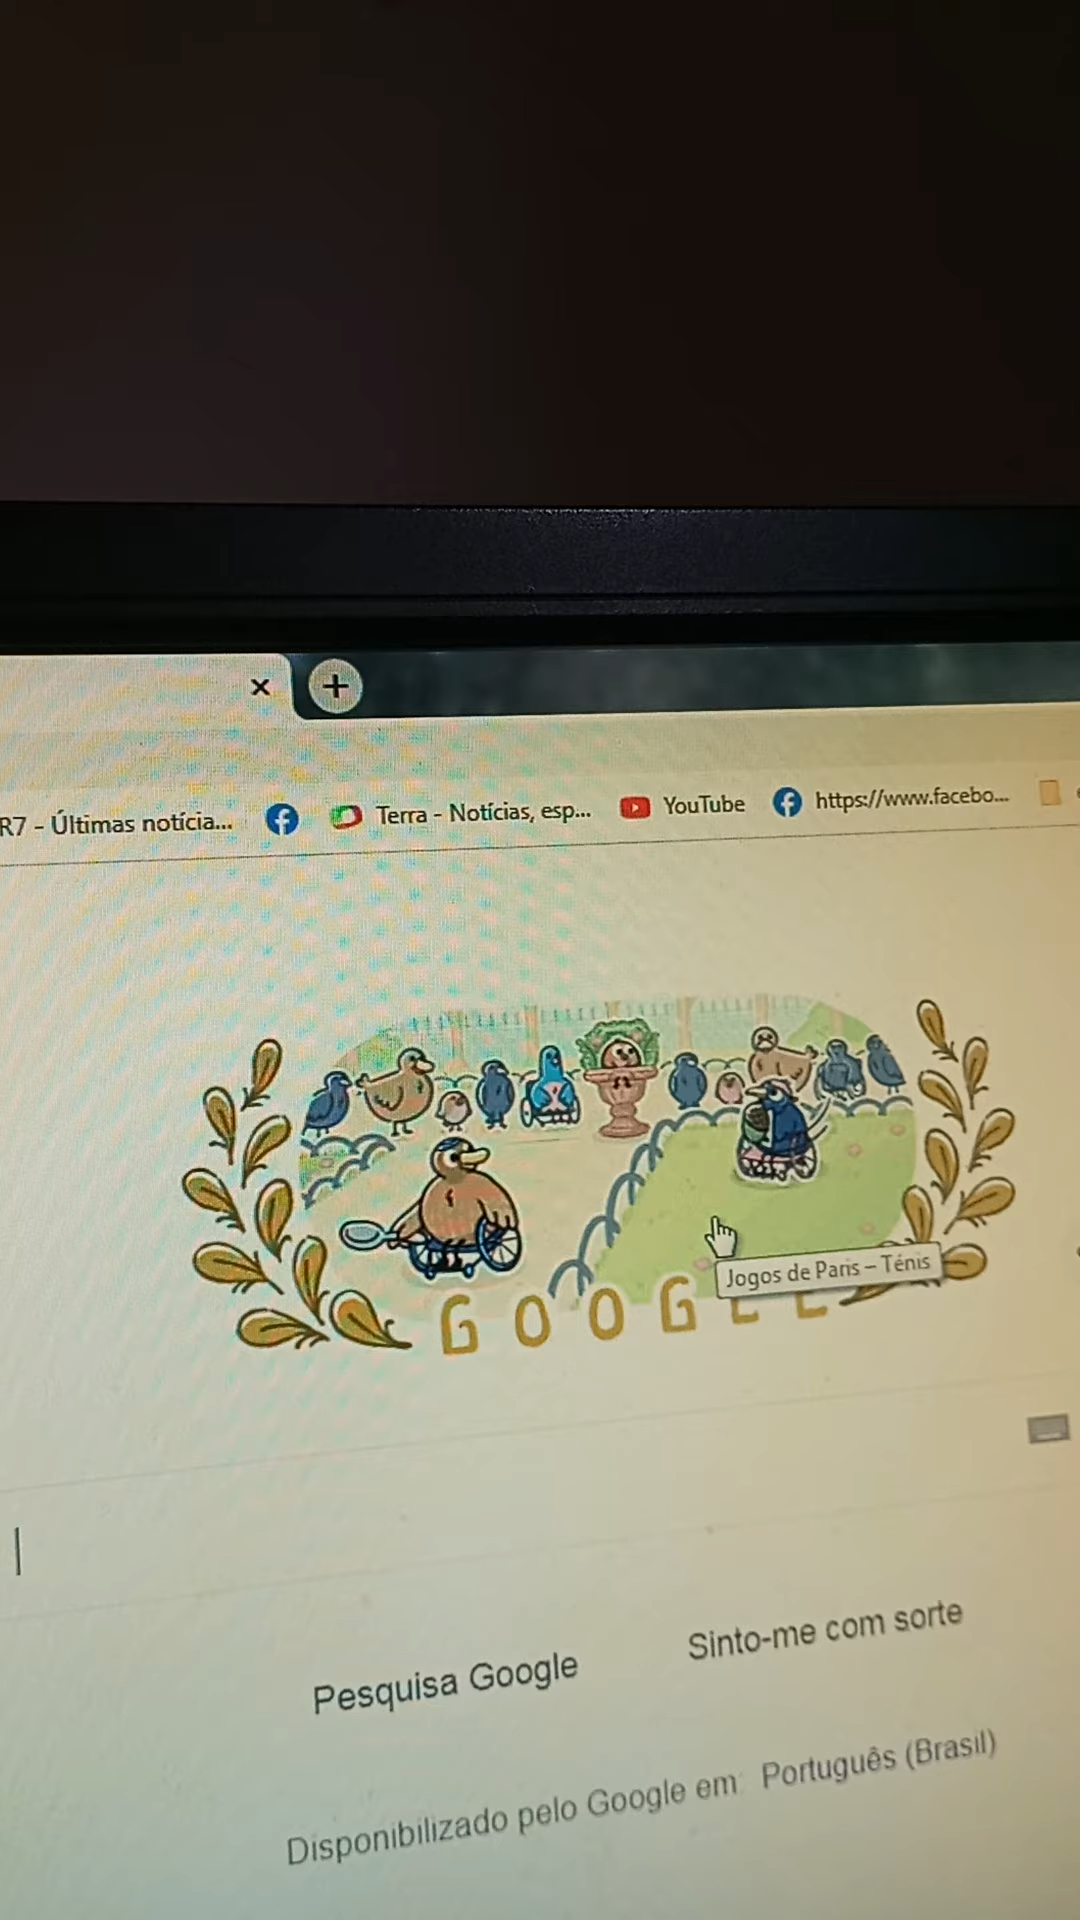 R7 - Últimas notícia...
Terra - Notícias, esp...
YouTube
https://www.facebo...
Jogos de Paris – Ténis
GOOGLE
Pesquisa Google
Sinto-me com sorte
Disponibilizado pelo Google em: Português (Brasil)